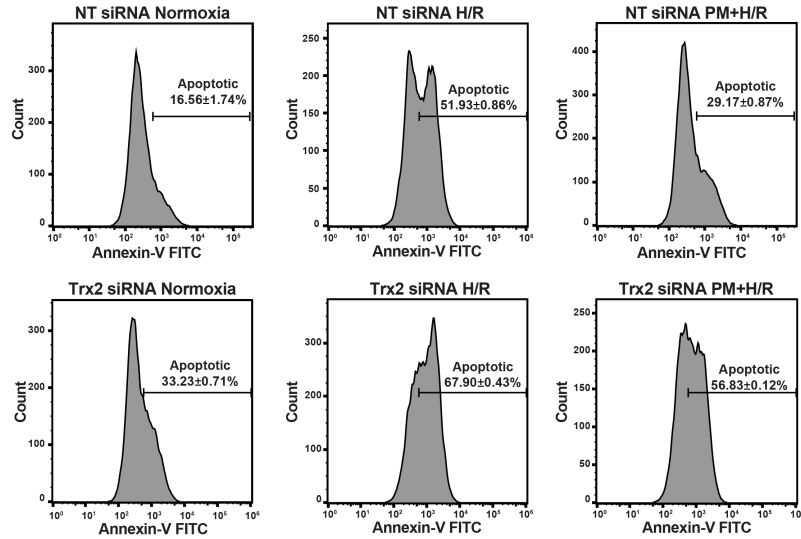 NT siRNA Normoxia
NT siRNA H/R
NT siRNA PM+H/R
Count
300
200
100
0
Apoptotic
16.56±1.74%
10⁰ 10¹ 10² 10³ 10⁴ 10⁵ 10⁶
Annexin-V FITC
Count
250
200
150
100
50
0
Apoptotic
51.93±0.86%
10⁰ 10¹ 10² 10³ 10⁴ 10⁵ 10⁶
Annexin-V FITC
Count
400
300
200
100
0
Apoptotic
29.17±0.87%
10⁰ 10¹ 10² 10³ 10⁴ 10⁵ 10⁶
Annexin-V FITC
Trx2 siRNA Normoxia
Trx2 siRNA H/R
Trx2 siRNA PM+H/R
Count
300
200
100
0
Apoptotic
33.23±0.71%
10⁰ 10¹ 10² 10³ 10⁴ 10⁵ 10⁶
Annexin-V FITC
Count
300
200
100
0
Apoptotic
67.90±0.43%
10⁰ 10¹ 10² 10³ 10⁴ 10⁵ 10⁶
Annexin-V FITC
Count
250
200
150
100
50
0
Apoptotic
56.83±0.12%
10⁰ 10¹ 10² 10³ 10⁴ 10⁵ 10
Annexin-V FITC